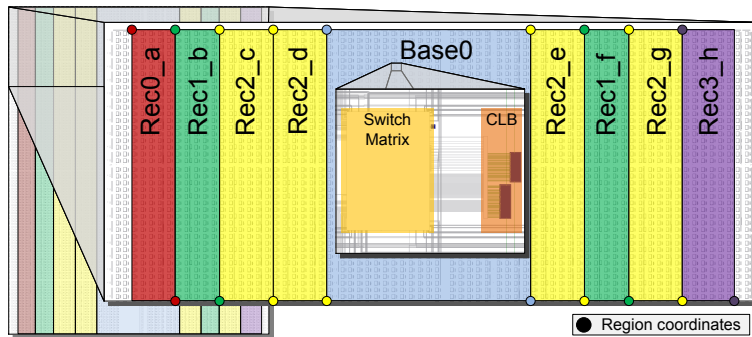 Rec0_a
Rec1_b
Rec2_c
Rec2_d
Base0
Switch
Matrix
CLB
Rec2_e
Rec1_f
Rec2_g
Rec3_h
Region coordinates